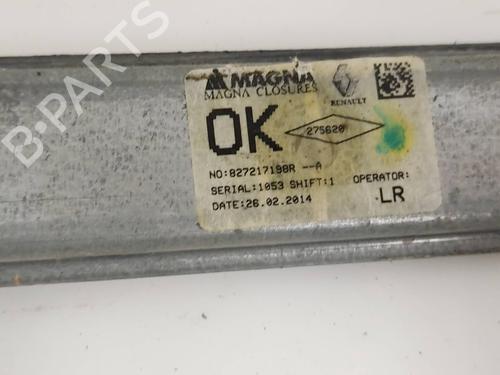 MAGNA
MAGNA CLOSURES
RENAULT
OK
275620
NO:827217198R --A
SERIAL:1053 SHIFT:1 OPERATOR:
DATE:26.02.2014 LR
B-PARTS